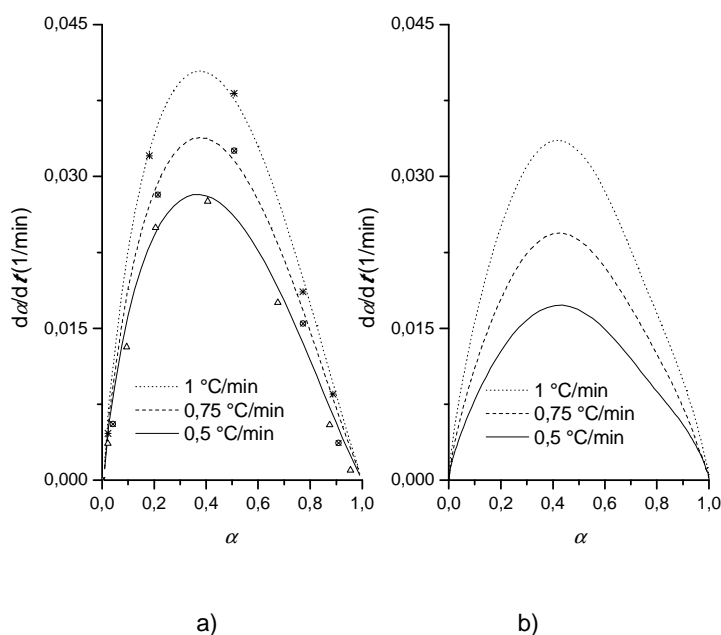 0,045
0,030
0,015
0,000
dα/dt (1/min)
1 °C/min
0,75 °C/min
0,5 °C/min
0,0 0,2 0,4 0,6 0,8 1,0
α
a)
0,045
0,030
0,015
0,000
dα/dt (1/min)
1 °C/min
0,75 °C/min
0,5 °C/min
0,0 0,2 0,4 0,6 0,8 1,0
α
b)